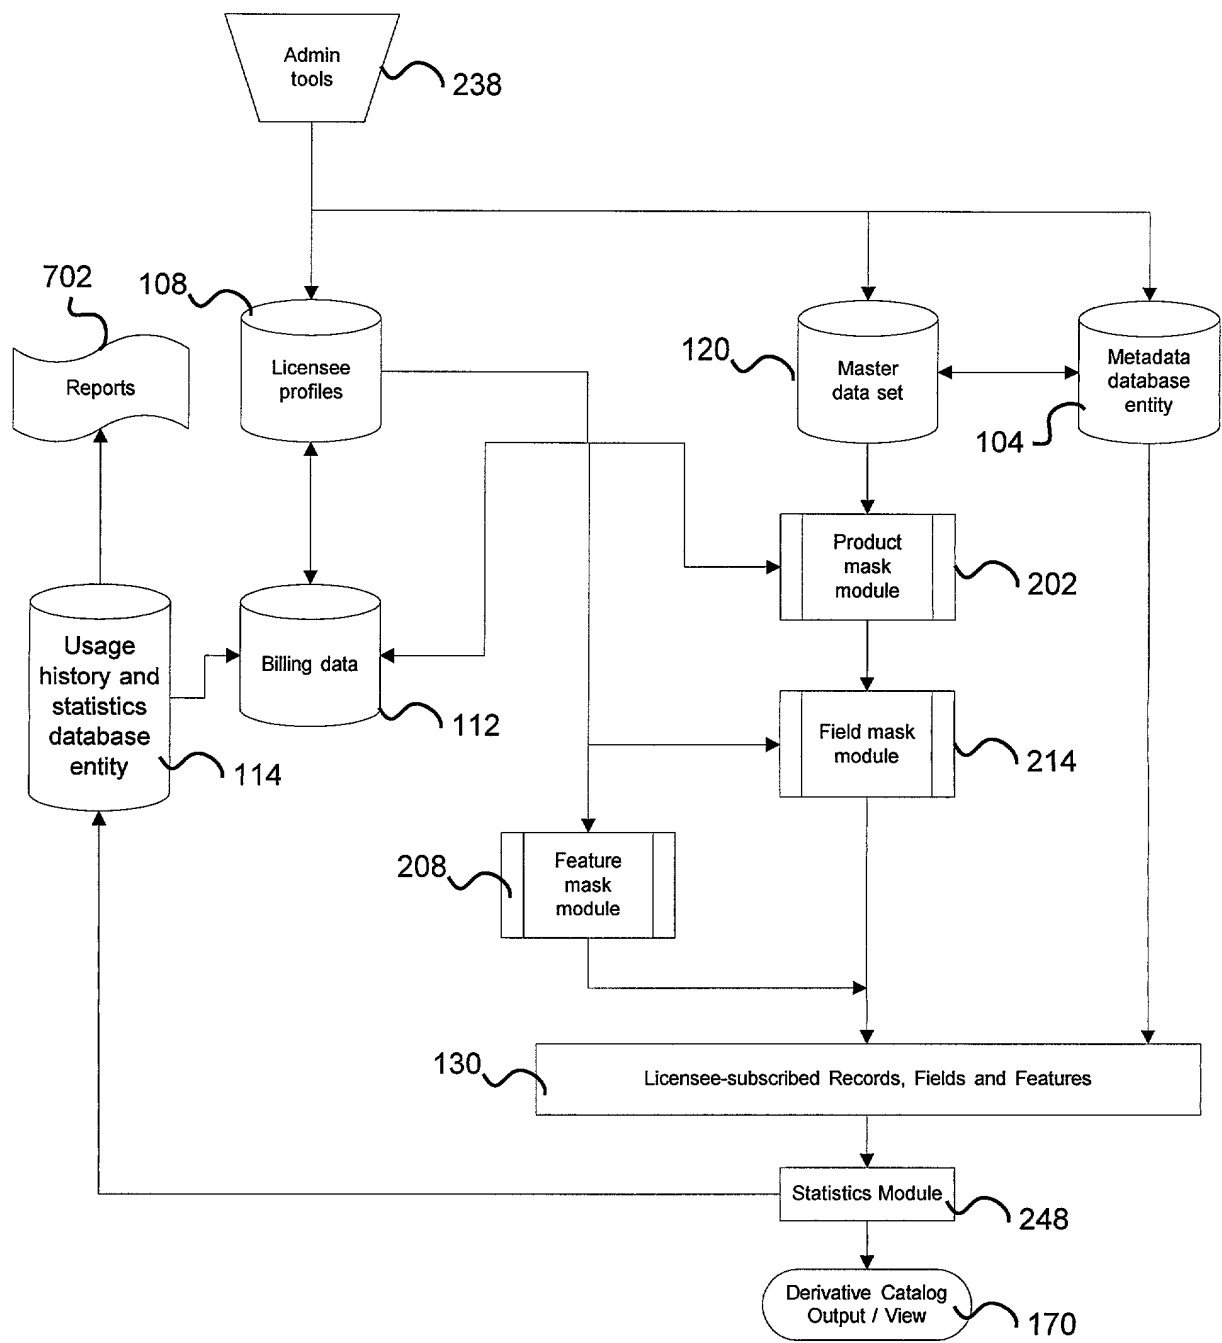 Admin
tools
238
702
108
Reports
Licensee
profiles
120
Master
data set
Metadata
database
entity
104
Product
mask
module
202
Usage
history and
statistics
database
entity
114
Billing data
112
Field mask
module
214
208
Feature
mask
module
130
Licensee-subscribed Records, Fields and Features
Statistics Module
248
Derivative Catalog
Output / View
170